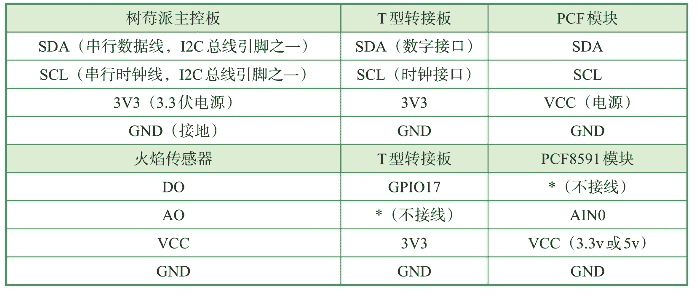 树莓派主控板 T型转接板 PCF模块
SDA（串行数据线，I2C总线引脚之一） SDA（数字接口） SDA
SCL（串行时钟线，I2C总线引脚之一） SCL（时钟接口） SCL
3V3（3.3伏电源） 3V3 VCC（电源）
GND（接地） GND GND
火焰传感器 T型转接板 PCF8591模块
DO GPIO17 *（不接线）
AO *（不接线） AIN0
VCC 3V3 VCC（3.3v或5v）
GND GND GND